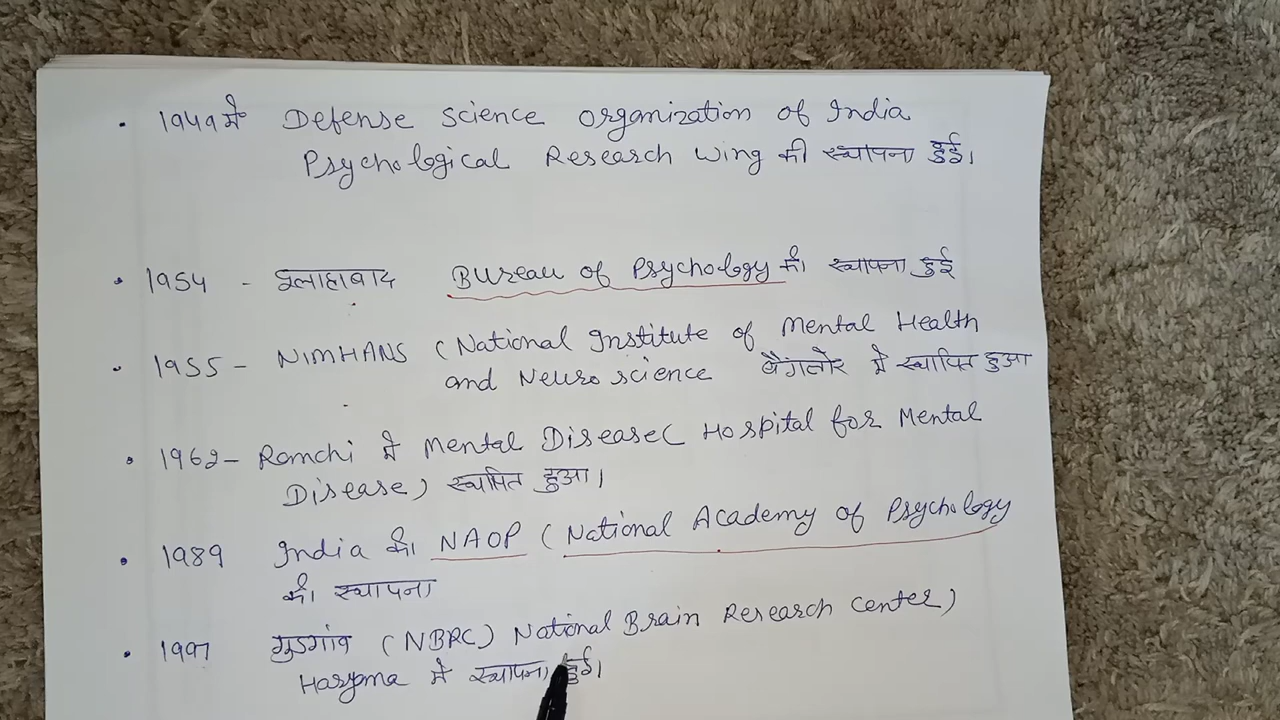 • 1949 में Defense Science Organization of India
Psychological Research Wing की स्थापना हुई।
• 1954 - इलाहाबाद Bureau of Psychology की स्थापना हुई
• 1955 - NIMHANS (National Institute of Mental Health
and Neuro science बैंगलोर में स्थापित हुआ
• 1962 - Ranchi में Mental Disease ( Hospital for Mental
Disease) स्थापित हुआ।
• 1989 India की NAOP (National Academy of Psychology
की स्थापना
• 1997 गुडगांव (NBRC) National Brain Research Center)
Haryana में स्थापना हुई।